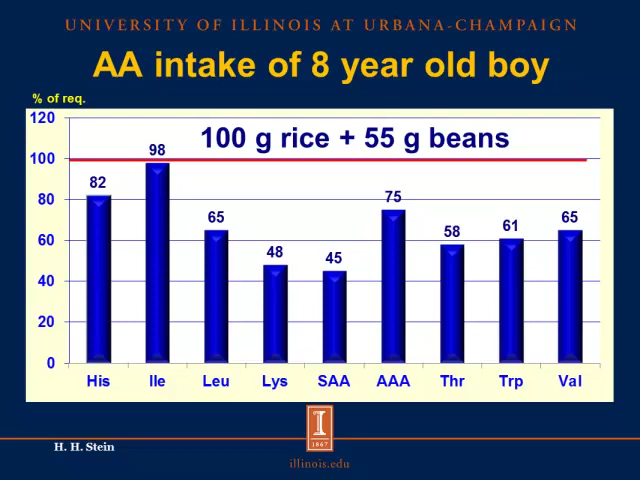 UNIVERSITY OF ILLINOIS AT URBANA-CHAMPAIGN
AA intake of 8 year old boy
% of req.
100 g rice + 55 g beans
120
100
80
60
40
20
0
82
98
65
48
45
75
58
61
65
His Ile Leu Lys SAA AAA Thr Trp Val
I
1867
H. H. Stein
illinois.edu